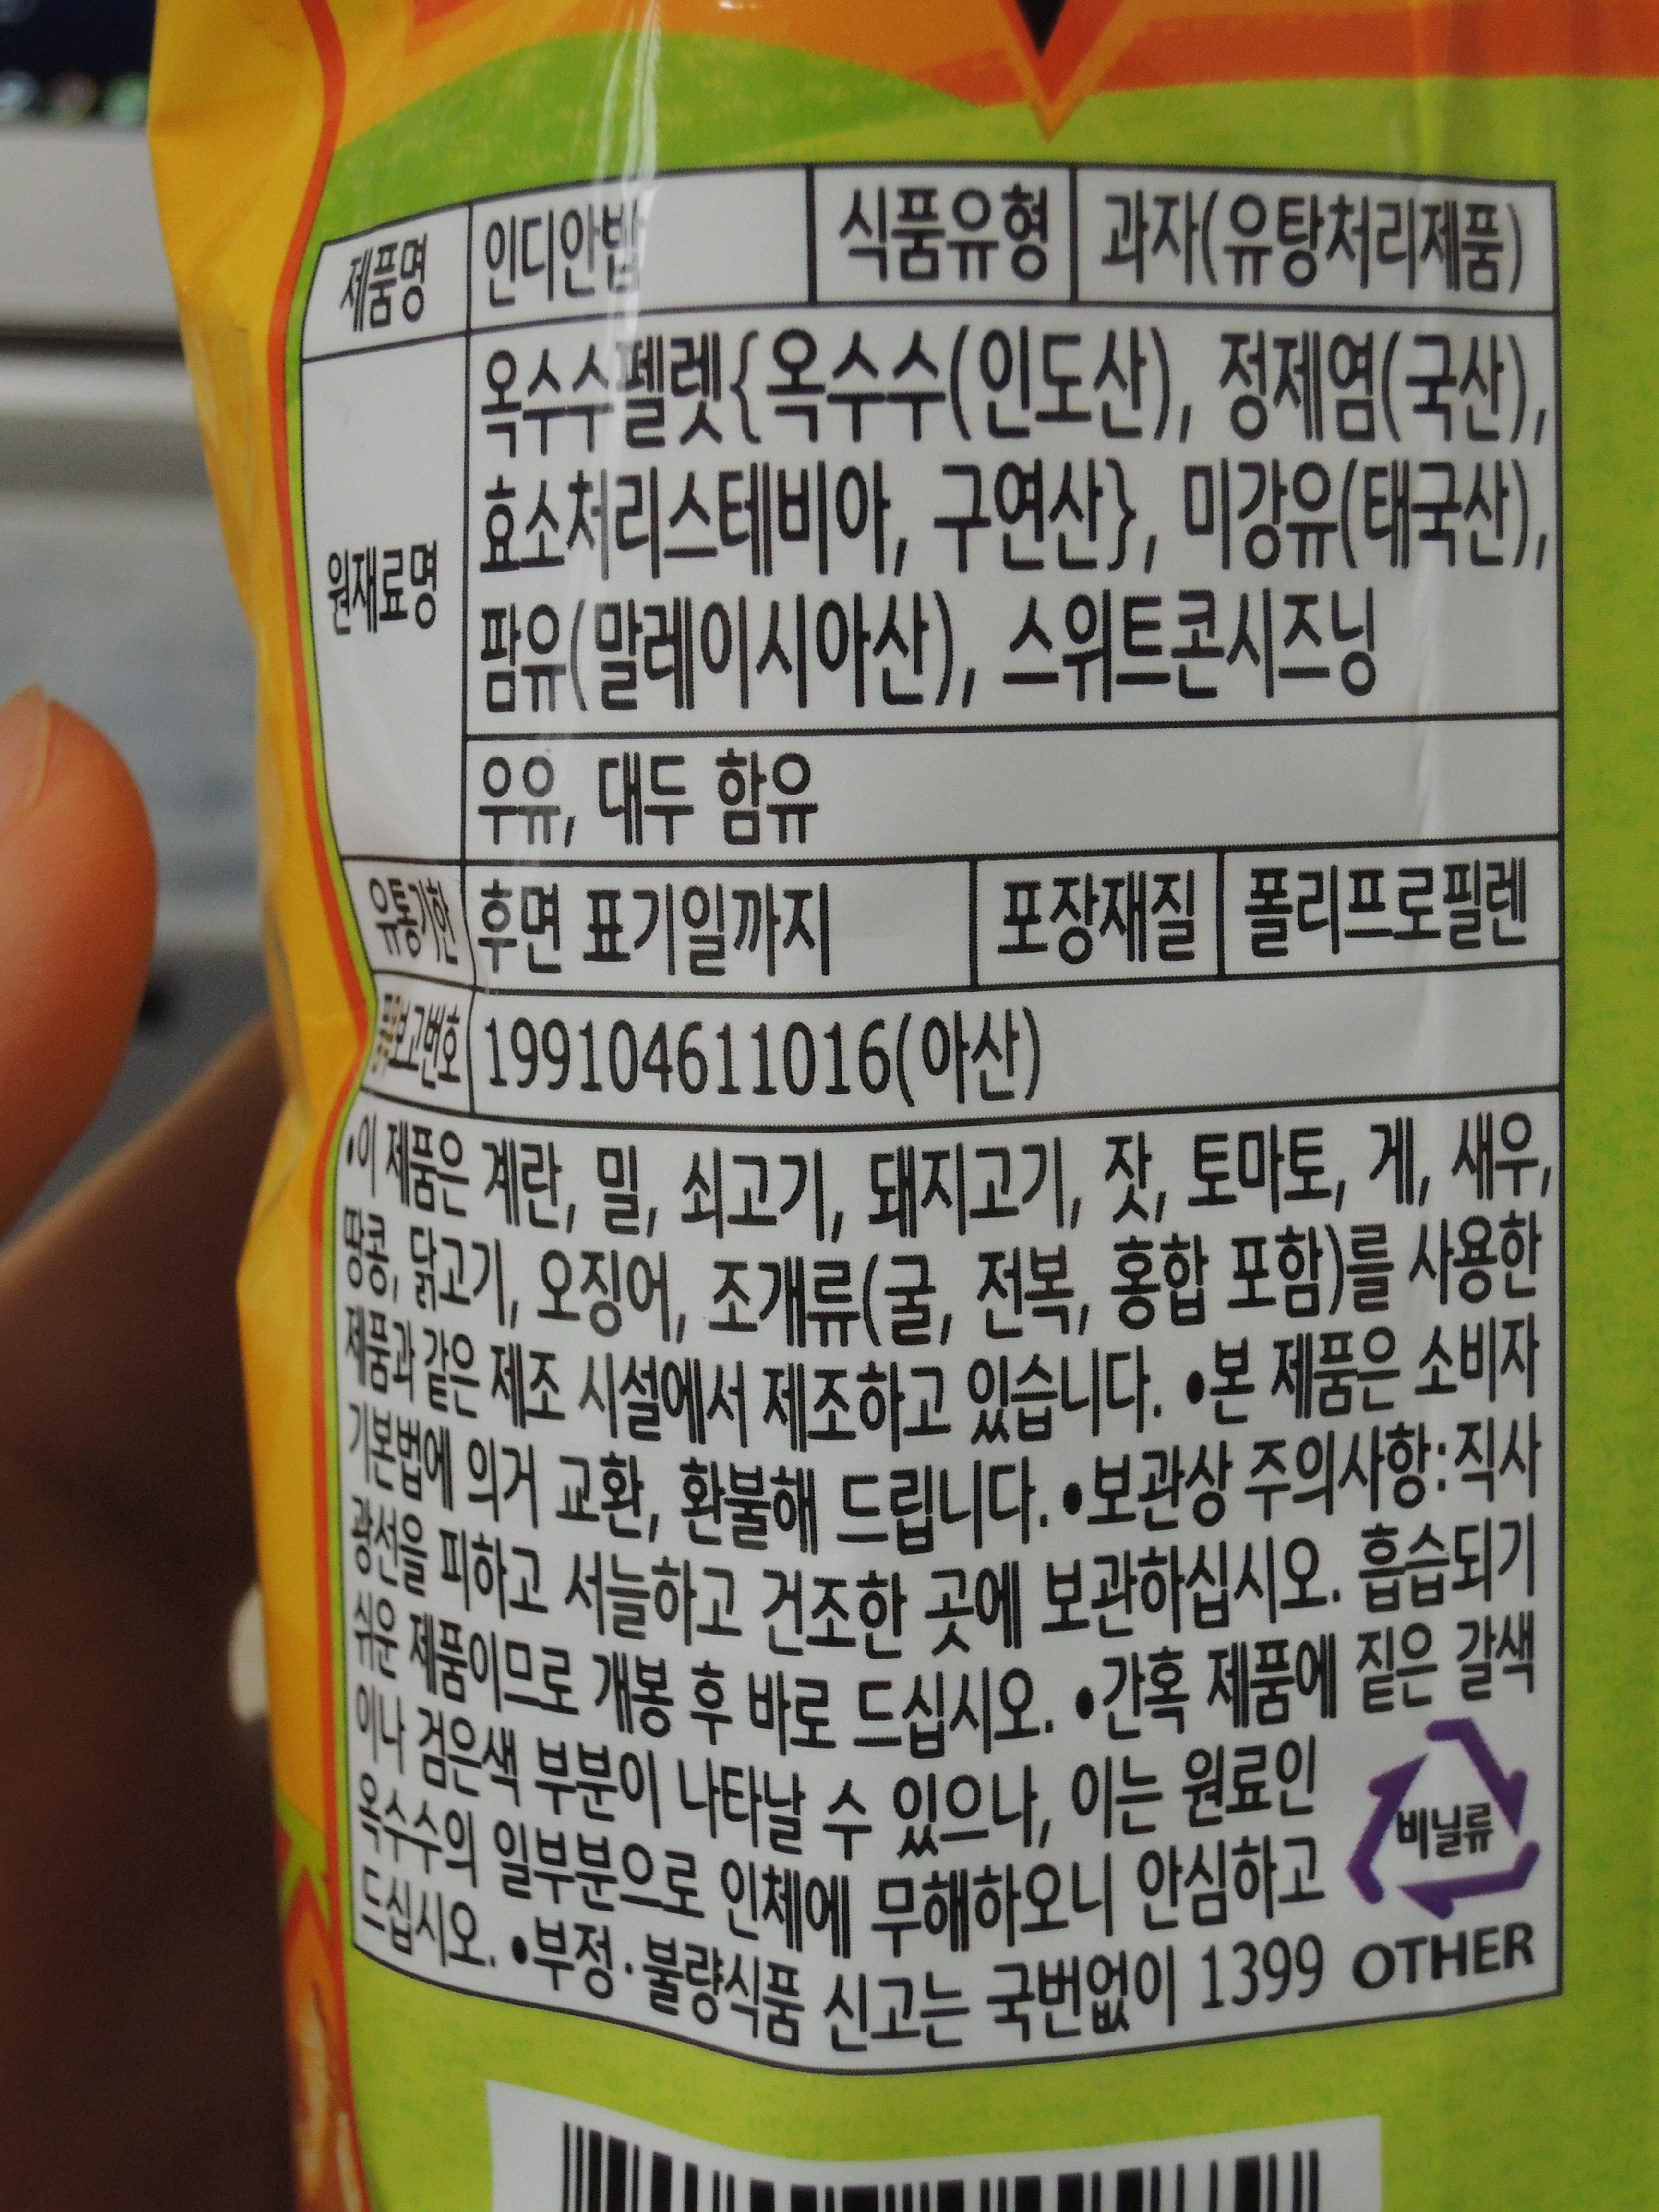 제품명 인디안밥 식품유형 과자(유탕처리제품)
원재료명
옥수수펠렛{옥수수(인도산), 정제염(국산),
효소처리스테비아, 구연산}, 미강유(태국산),
팜유(말레이시아산), 스위트콘시즈닝
우유, 대두 함유
유통기한 후면 표기일까지 포장재질 폴리프로필렌
품목보고번호 199104611016(아산)
•이 제품은 계란, 밀, 쇠고기, 돼지고기, 잣, 토마토, 게, 새우,
땅콩, 닭고기, 오징어, 조개류(굴, 전복, 홍합 포함)를 사용한
제품과 같은 제조 시설에서 제조하고 있습니다. •본 제품은 소비자
기본법에 의거 교환, 환불해 드립니다. •보관상 주의사항: 직사
광선을 피하고 서늘하고 건조한 곳에 보관하십시오. 흡습되기
쉬운 제품이므로 개봉 후 바로 드십시오. •간혹 제품에 짙은 갈색
이나 검은색 부분이 나타날 수 있으나, 이는 원료인
옥수수의 일부분으로 인체에 무해하오니 안심하고
드십시오. •부정·불량식품 신고는 국번없이 1399
비닐류
OTHER